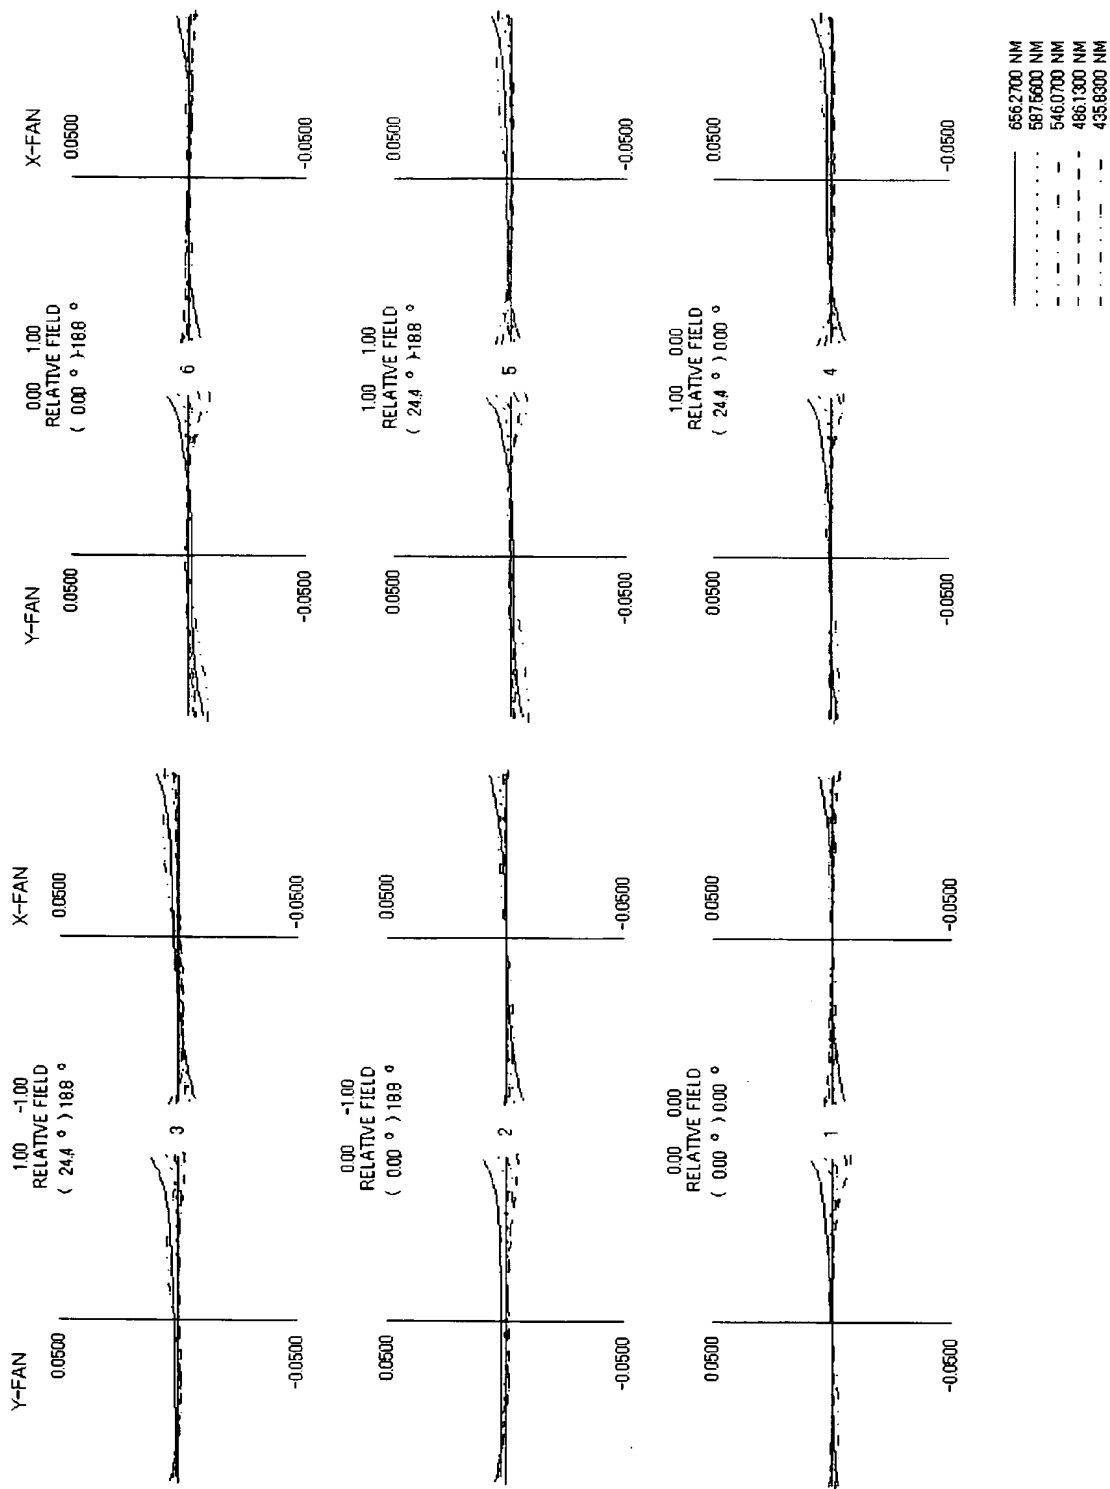 Y-FAN 1.00 -1.00 X-FAN
RELATIVE FIELD
( 24.4 ° ) 18.8 °
0.0500 0.0500
3
-0.0500 -0.0500
0.00 -1.00
RELATIVE FIELD
( 0.00 ° ) 18.8 °
0.0500 0.0500
2
-0.0500 -0.0500
0.00 0.00
RELATIVE FIELD
( 0.00 ° ) 0.00 °
0.0500 0.0500
1
-0.0500 -0.0500
Y-FAN 0.00 1.00 X-FAN
RELATIVE FIELD
( 0.00 ° )-18.8 °
0.0500 0.0500
6
-0.0500 -0.0500
1.00 1.00
RELATIVE FIELD
( 24.4 ° )-18.8 °
0.0500 0.0500
5
-0.0500 -0.0500
1.00 0.00
RELATIVE FIELD
( 24.4 ° ) 0.00 °
0.0500 0.0500
4
-0.0500 -0.0500
656.2700 NM
587.5600 NM
546.0700 NM
486.1300 NM
435.8300 NM